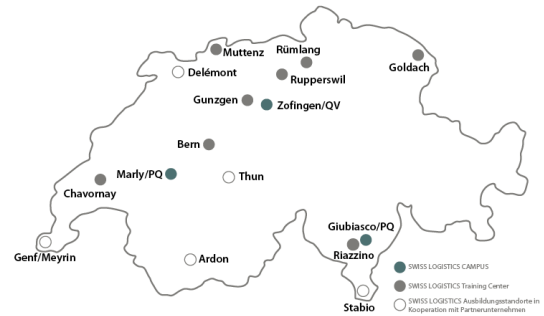 Muttenz
Rümlang
Delémont
Goldach
Rupperswil
Gunzgen
Zofingen/QV
Bern
Marly/PQ
Thun
Chavornay
Giubiasco/PQ
Genf/Meyrin
Ardon
Riazzino
Stabio
SWISS LOGISTICS CAMPUS
SWISS LOGISTICS Training Center
SWISS LOGISTICS Ausbildungsstandorte in
Kooperation mit Partnerunternehmen